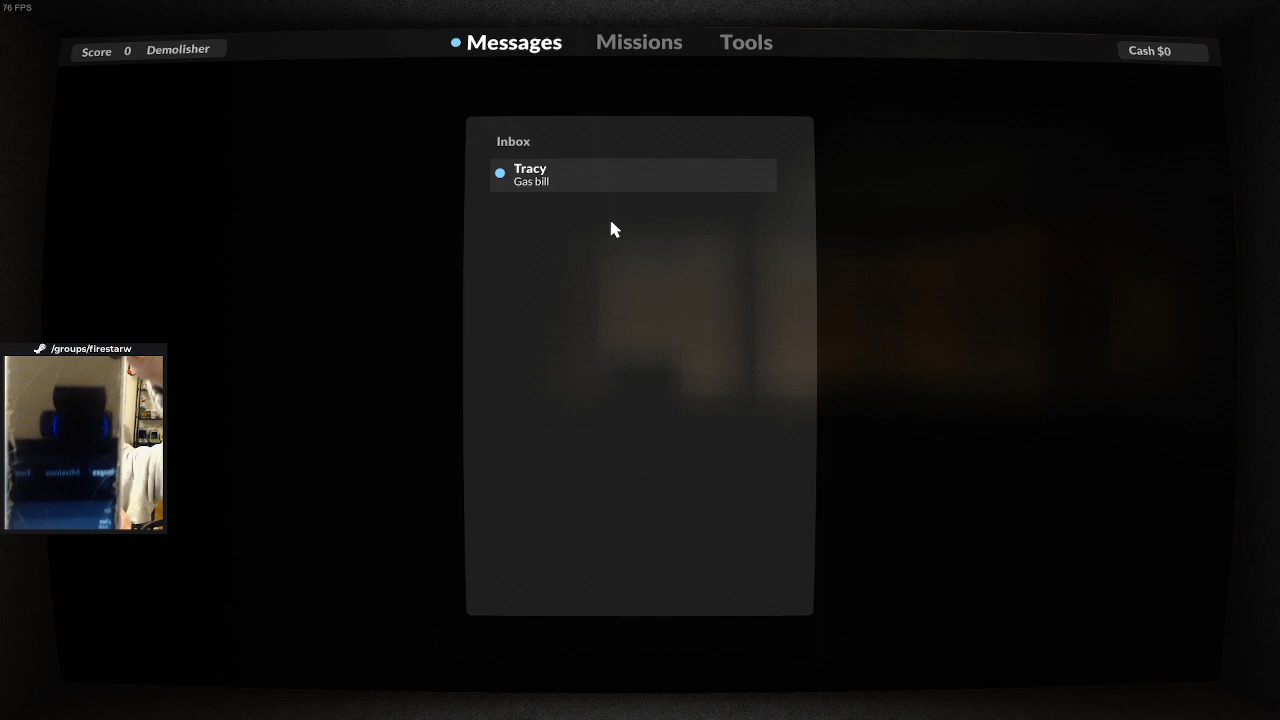 76 FPS
Score 0 Demolisher
Messages
Missions
Tools
Cash $0
Inbox
Tracy
Gas bill
/groups/firestarw